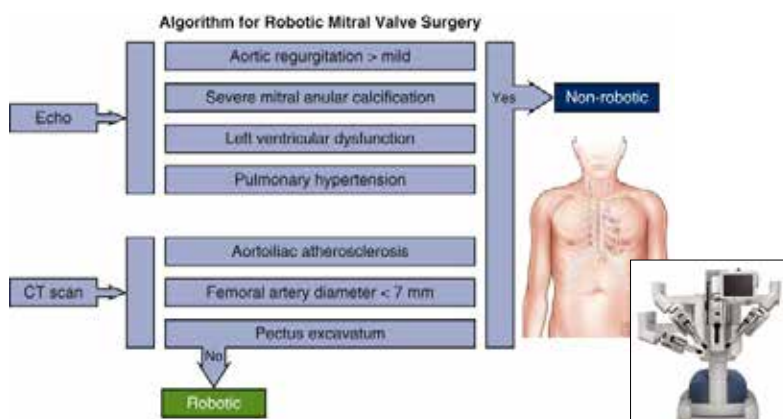 Algorithm for Robotic Mitral Valve Surgery
Aortic regurgitation > mild
Severe mitral anular calcification
Yes
Non-robotic
Echo
Left ventricular dysfunction
Pulmonary hypertension
Aortoiliac atherosclerosis
CT scan
Femoral artery diameter < 7 mm
Pectus excavatum
No
Robotic